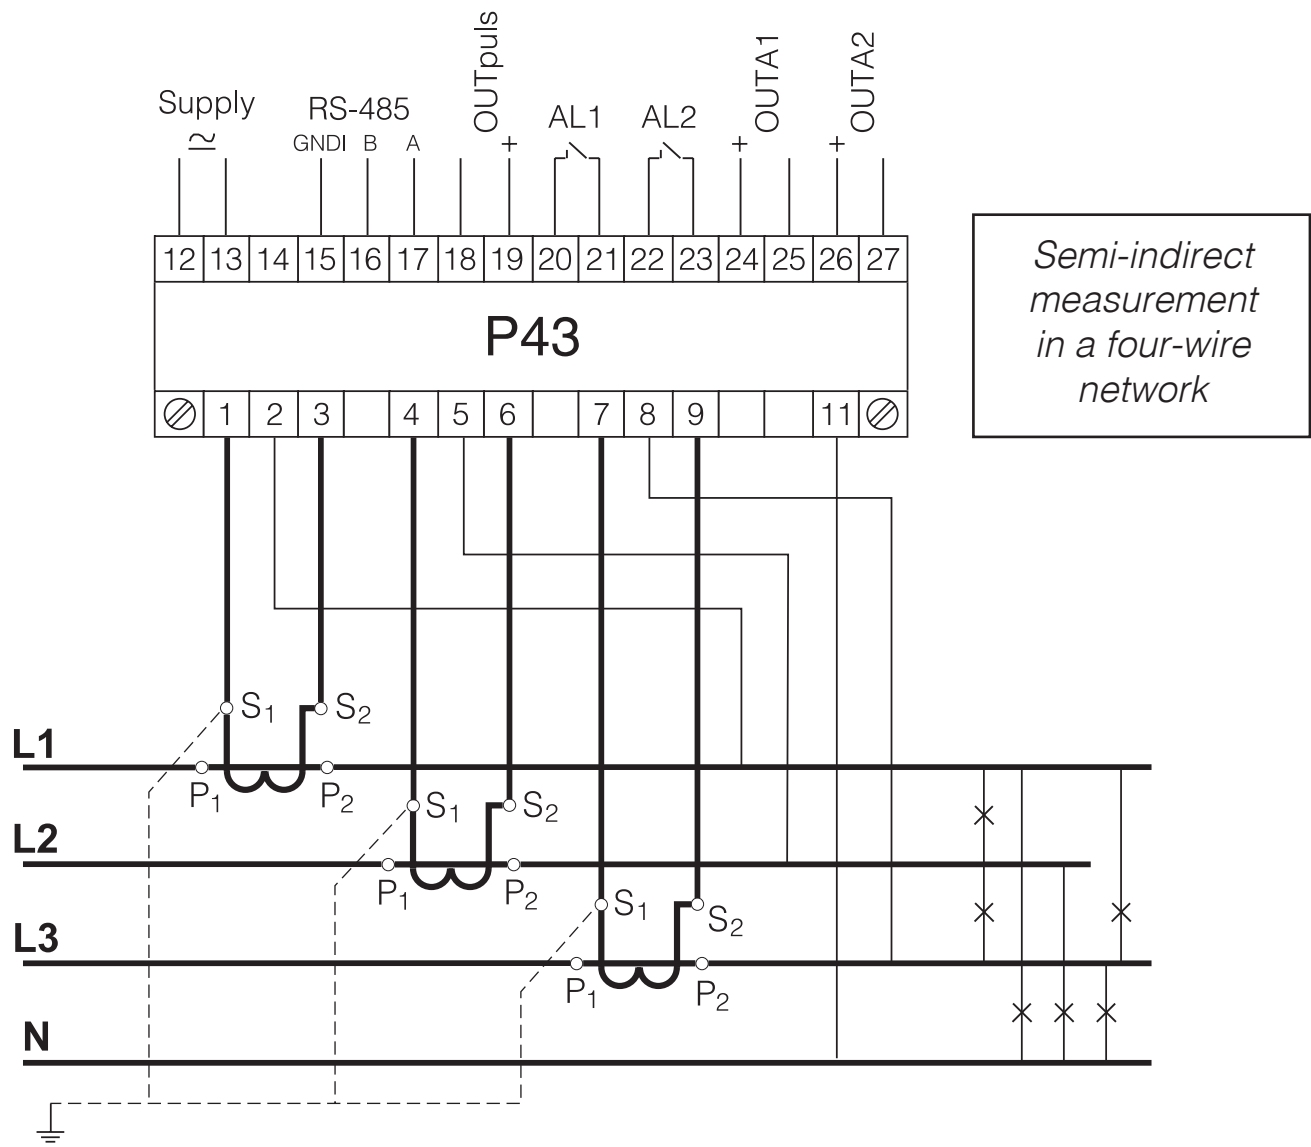 Supply
RS-485
OUTpuls
AL1
AL2
OUTA1
OUTA2
GNDI B A
+
+
+
12 13 14 15 16 17 18 19 20 21 22 23 24 25 26 27
P43
1 2 3 4 5 6 7 8 9 11
Semi-indirect
measurement
in a four-wire
network
S1 S2
L1
P1 P2
S1 S2
L2
P1 P2
S1 S2
L3
P1 P2
N